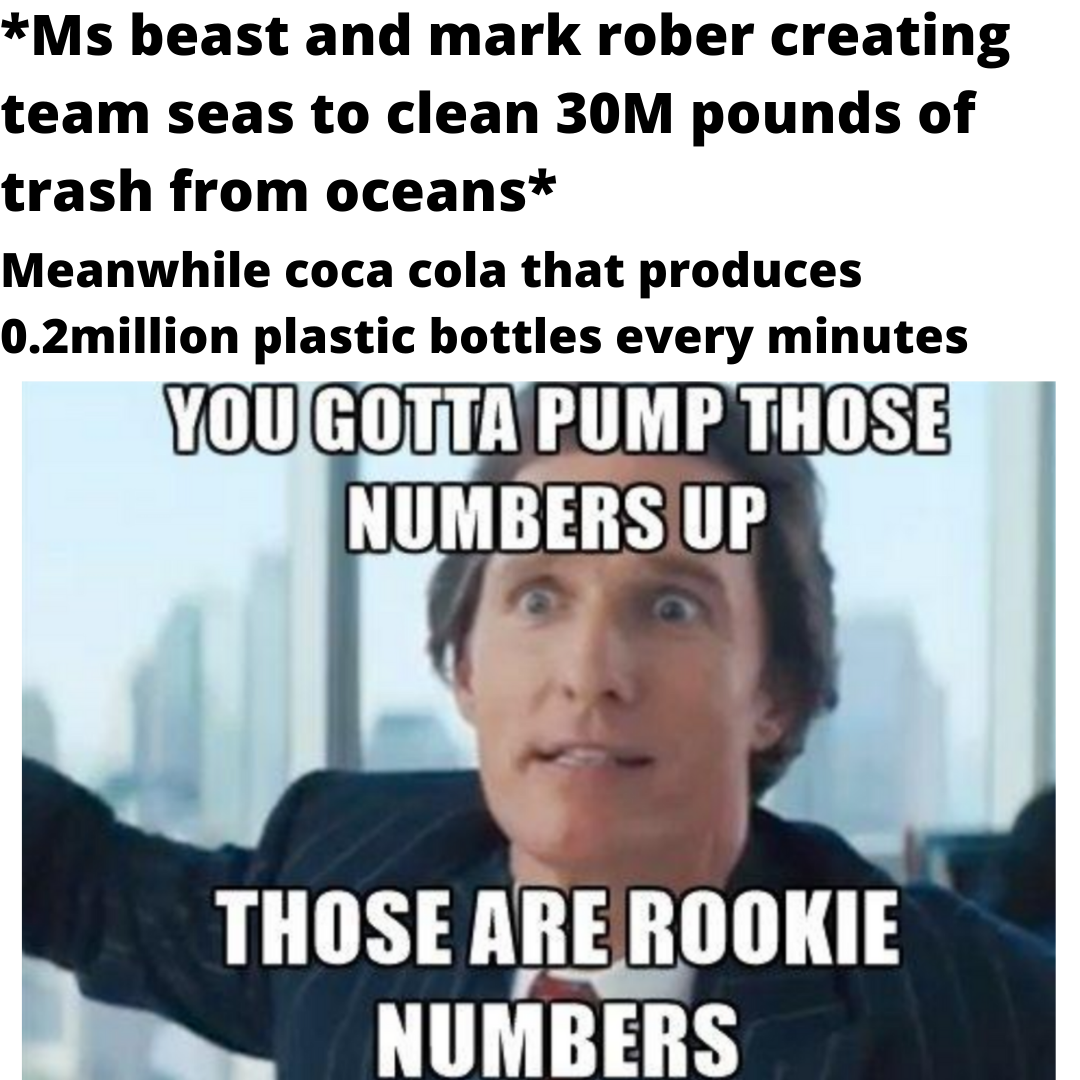 *Ms beast and mark rober creating
team seas to clean 30M pounds of
trash from oceans*
Meanwhile coca cola that produces
0.2million plastic bottles every minutes
YOU GOTTA PUMP THOSE
NUMBERS UP
THOSE ARE ROOKIE
NUMBERS